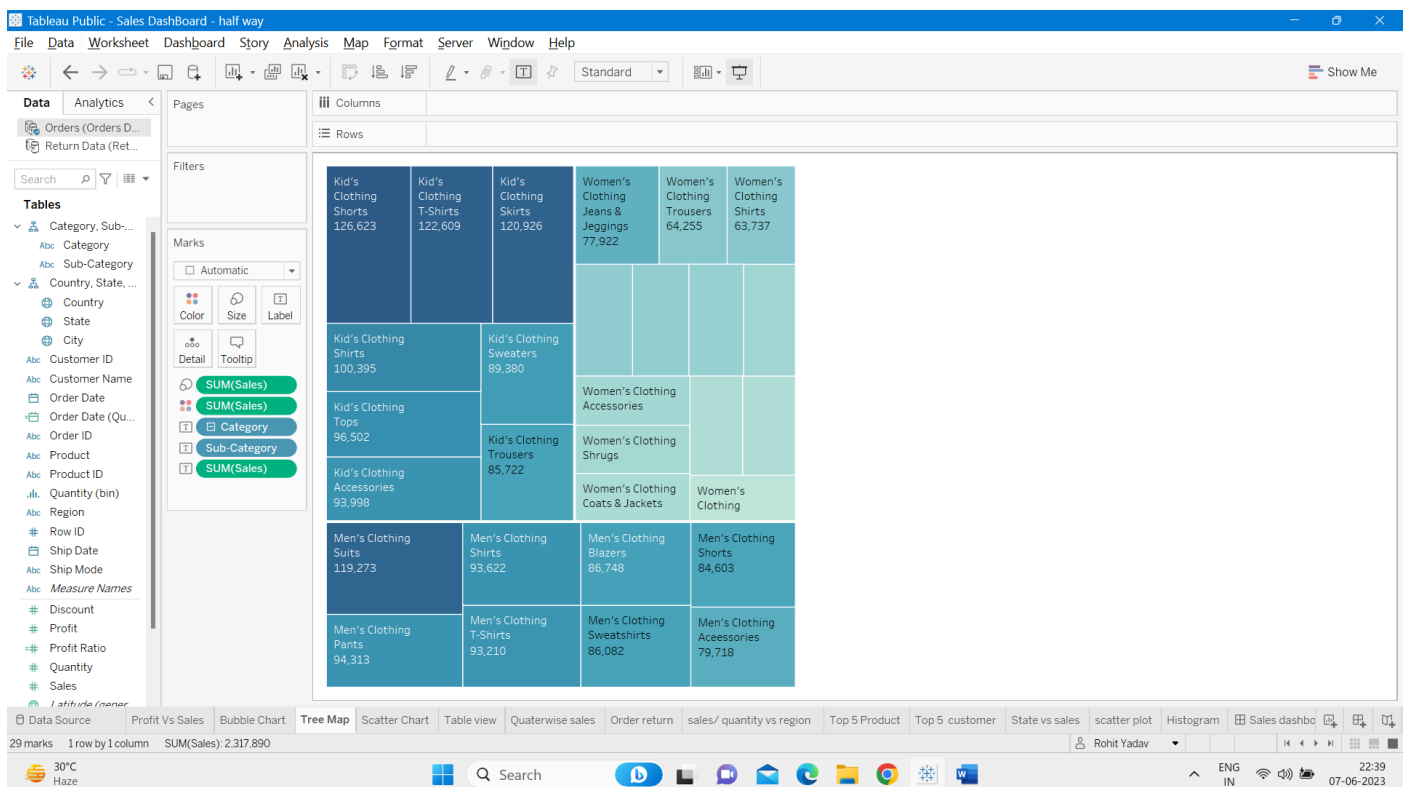 Tableau Public - Sales DashBoard - half way
File Data Worksheet Dashboard Story Analysis Map Format Server Window Help
Standard
Show Me
Data Analytics
Orders (Orders D...
Return Data (Ret...
Search
Tables
Category, Sub-...
Abc Category
Abc Sub-Category
Country, State, ...
Country
State
City
Abc Customer ID
Abc Customer Name
Order Date
Order Date (Qu...
Abc Order ID
Abc Product
Abc Product ID
Quantity (bin)
Abc Region
# Row ID
Ship Date
Abc Ship Mode
Abc Measure Names
# Discount
# Profit
=# Profit Ratio
# Quantity
# Sales
Latitude (gener
Pages
Filters
Marks
Automatic
Color Size Label
Detail Tooltip
SUM(Sales)
SUM(Sales)
Category
Sub-Category
SUM(Sales)
Columns
Rows
Kid's
Clothing
Shorts
126,623
Kid's
Clothing
T-Shirts
122,609
Kid's
Clothing
Skirts
120,926
Women's
Clothing
Jeans &
Jeggings
77,922
Women's
Clothing
Trousers
64,255
Women's
Clothing
Shirts
63,737
Kid's Clothing
Shirts
100,395
Kid's Clothing
Sweaters
89,380
Kid's Clothing
Tops
96,502
Kid's Clothing
Trousers
85,722
Kid's Clothing
Accessories
93,998
Women's Clothing
Accessories
Women's Clothing
Shrugs
Women's Clothing
Coats & Jackets
Women's
Clothing
Men's Clothing
Suits
119,273
Men's Clothing
Shirts
93,622
Men's Clothing
Blazers
86,748
Men's Clothing
Shorts
84,603
Men's Clothing
Pants
94,313
Men's Clothing
T-Shirts
93,210
Men's Clothing
Sweatshirts
86,082
Men's Clothing
Aceessories
79,718
Data Source Profit Vs Sales Bubble Chart Tree Map Scatter Chart Table view Quaterwise sales Order return sales/ quantity vs region Top 5 Product Top 5 customer State vs sales scatter plot Histogram Sales dashbo
29 marks 1 row by 1 column SUM(Sales): 2,317,890
Rohit Yadav
30°C
Haze
Search
ENG
IN
22:39
07-06-2023